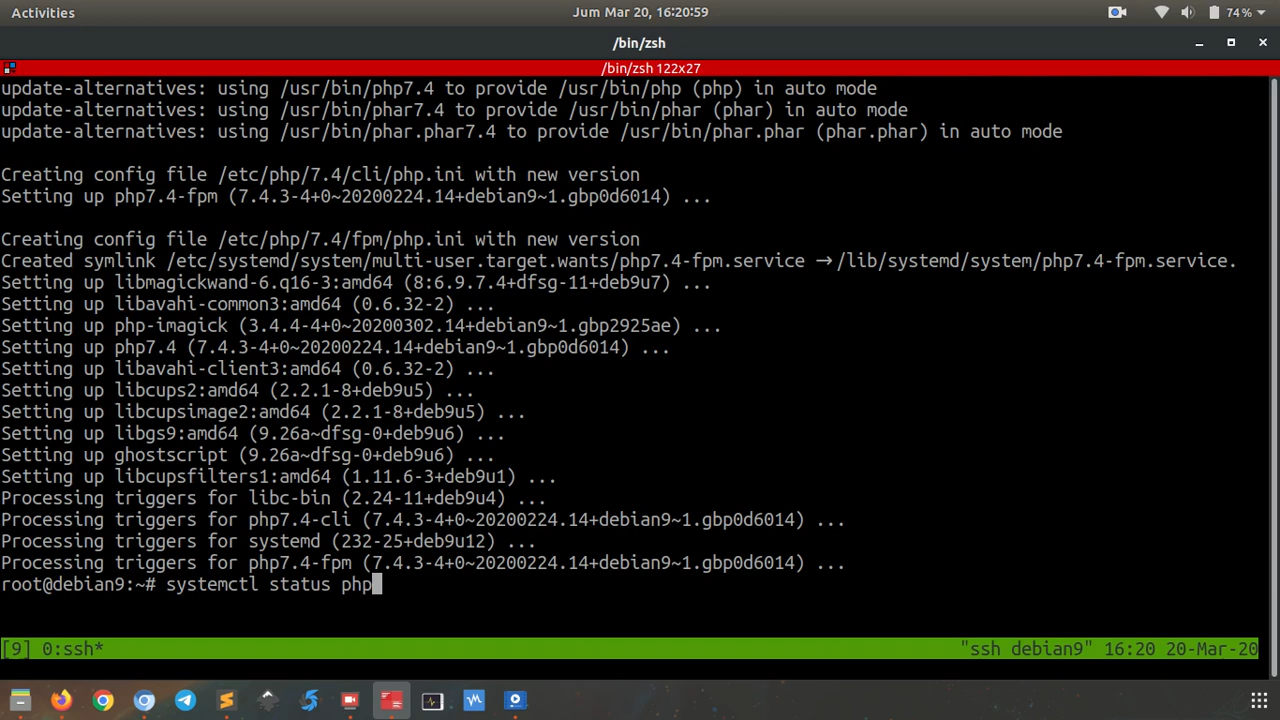 Activities
Jum Mar 20, 16:20:59
74%
/bin/zsh
/bin/zsh 122x27
update-alternatives: using /usr/bin/php7.4 to provide /usr/bin/php (php) in auto mode
update-alternatives: using /usr/bin/phar7.4 to provide /usr/bin/phar (phar) in auto mode
update-alternatives: using /usr/bin/phar.phar7.4 to provide /usr/bin/phar.phar (phar.phar) in auto mode
Creating config file /etc/php/7.4/cli/php.ini with new version
Setting up php7.4-fpm (7.4.3-4+0~20200224.14+debian9~1.gbp0d6014) ...
Creating config file /etc/php/7.4/fpm/php.ini with new version
Created symlink /etc/systemd/system/multi-user.target.wants/php7.4-fpm.service → /lib/systemd/system/php7.4-fpm.service.
Setting up libmagickwand-6.q16-3:amd64 (8:6.9.7.4+dfsg-11+deb9u7) ...
Setting up libavahi-common3:amd64 (0.6.32-2) ...
Setting up php-imagick (3.4.4-4+0~20200302.14+debian9~1.gbp2925ae) ...
Setting up php7.4 (7.4.3-4+0~20200224.14+debian9~1.gbp0d6014) ...
Setting up libavahi-client3:amd64 (0.6.32-2) ...
Setting up libcups2:amd64 (2.2.1-8+deb9u5) ...
Setting up libcupsimage2:amd64 (2.2.1-8+deb9u5) ...
Setting up libgs9:amd64 (9.26a~dfsg-0+deb9u6) ...
Setting up ghostscript (9.26a~dfsg-0+deb9u6) ...
Setting up libcupsfilters1:amd64 (1.11.6-3+deb9u1) ...
Processing triggers for libc-bin (2.24-11+deb9u4) ...
Processing triggers for php7.4-cli (7.4.3-4+0~20200224.14+debian9~1.gbp0d6014) ...
Processing triggers for systemd (232-25+deb9u12) ...
Processing triggers for php7.4-fpm (7.4.3-4+0~20200224.14+debian9~1.gbp0d6014) ...
root@debian9:~# systemctl status php
[9] 0:ssh* "ssh debian9" 16:20 20-Mar-20